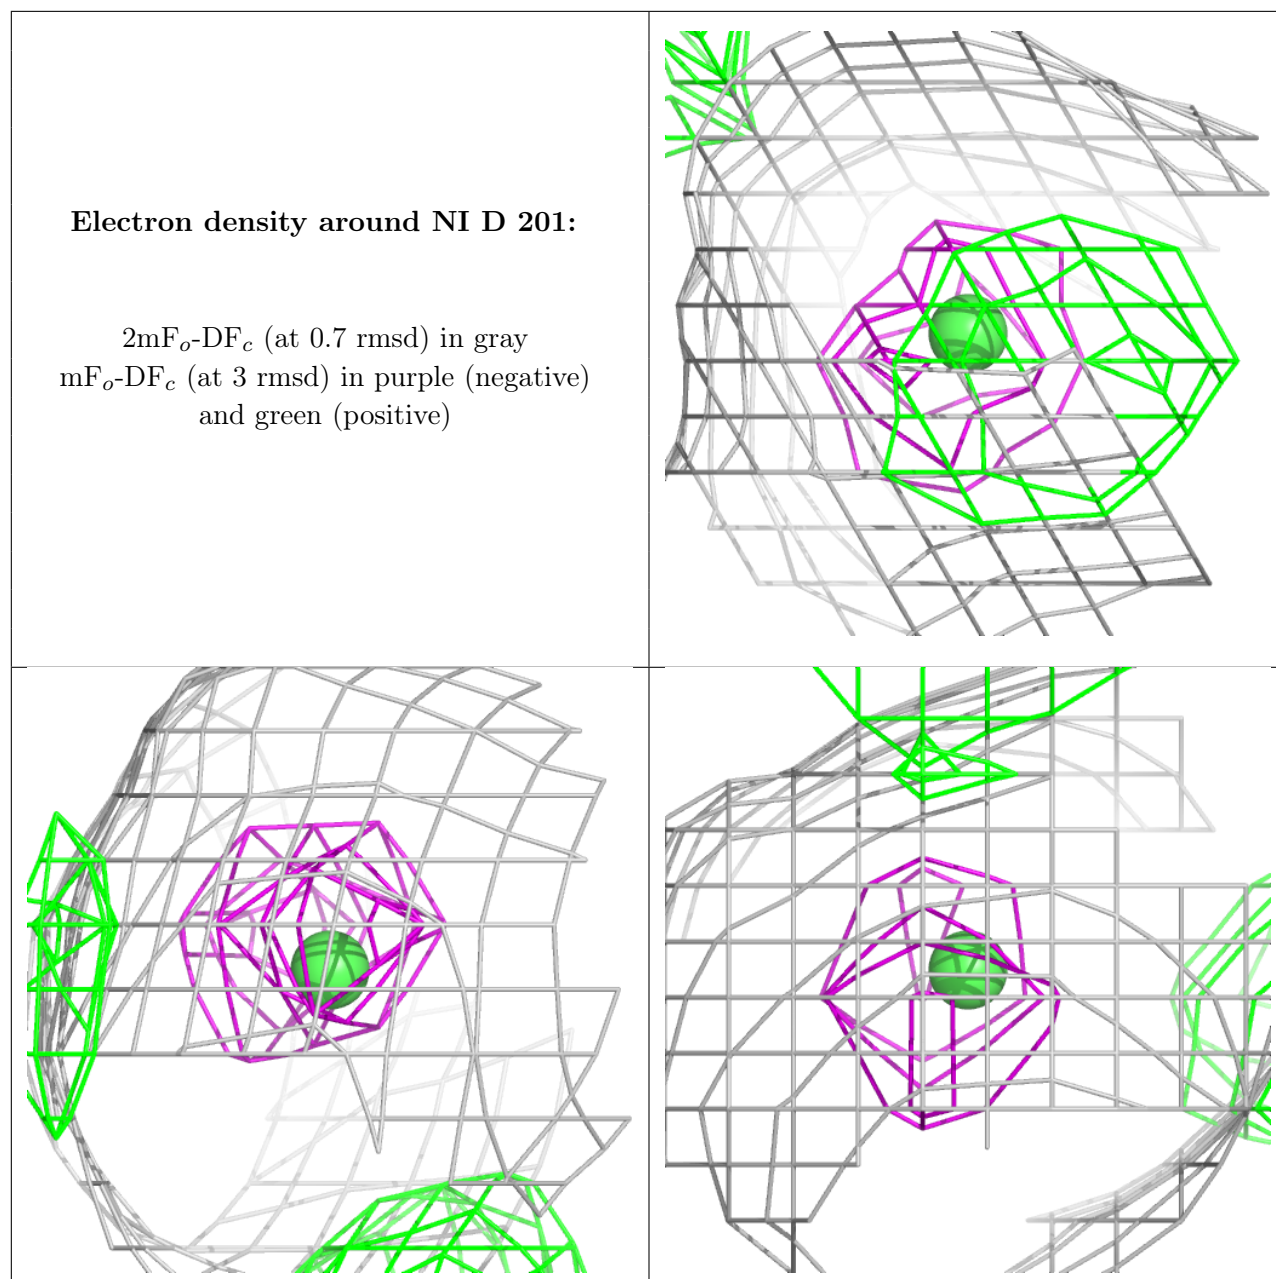 Electron density around NI D 201:
2mFo-DFc (at 0.7 rmsd) in gray
mFo-DFc (at 3 rmsd) in purple (negative)
and green (positive)